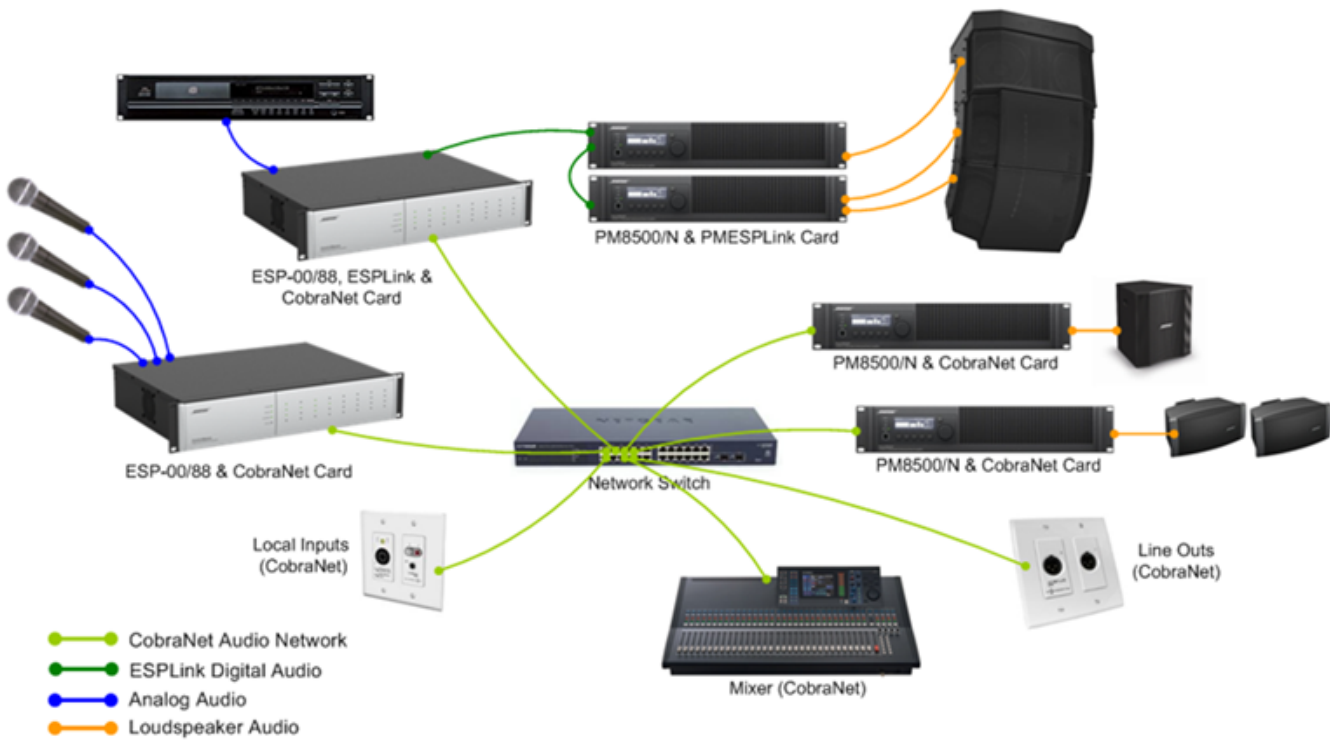 PM8500/N & PMESPLink Card
ESP-00/88, ESPLink &
CobraNet Card
PM8500/N & CobraNet Card
ESP-00/88 & CobraNet Card
PM8500/N & CobraNet Card
Network Switch
Local Inputs
(CobraNet)
Line Outs
(CobraNet)
Mixer (CobraNet)
CobraNet Audio Network
ESPLink Digital Audio
Analog Audio
Loudspeaker Audio